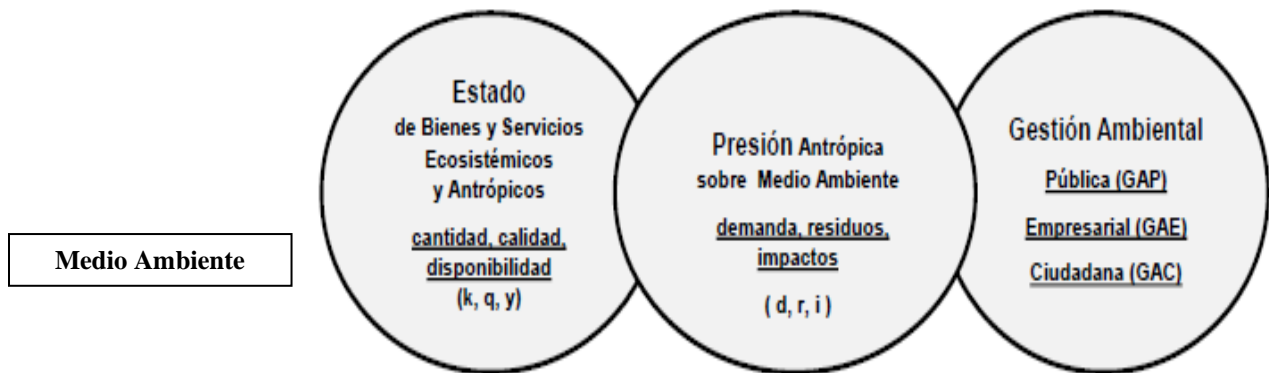 Medio Ambiente
Estado
de Bienes y Servicios
Ecosistémicos
y Antrópicos
cantidad, calidad,
disponibilidad
(k, q, y)
Presión Antrópica
sobre Medio Ambiente
demanda, residuos,
impactos
( d, r, i )
Gestión Ambiental
Pública (GAP)
Empresarial (GAE)
Ciudadana (GAC)